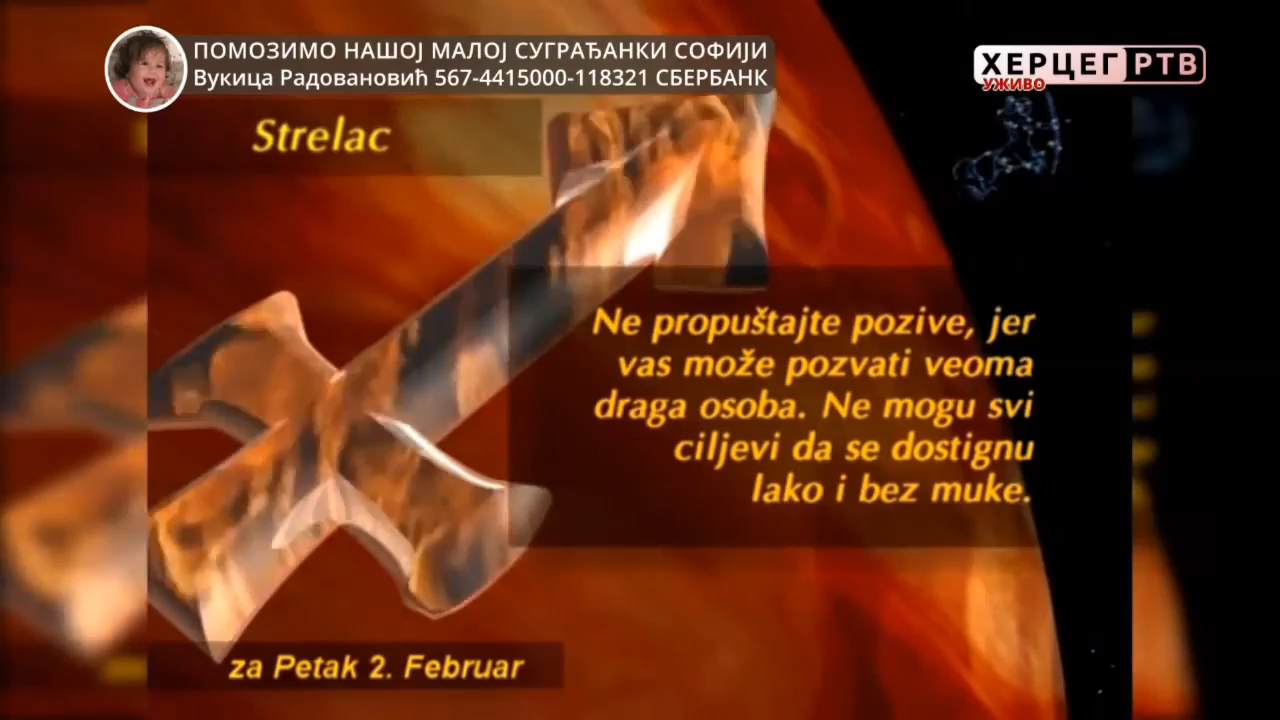 ПОМОЗИМО НАШОЈ МАЛОЈ СУГРАЂАНКИ СОФИЈИ
Вукица Радовановић 567-4415000-118321 СБЕРБАНК
ХЕРЦЕГ РТВ
УЖИВО
Strelac
Ne propuštajte pozive, jer
vas može pozvati veoma
draga osoba. Ne mogu svi
ciljevi da se dostignu
lako i bez muke.
za Petak 2. Februar